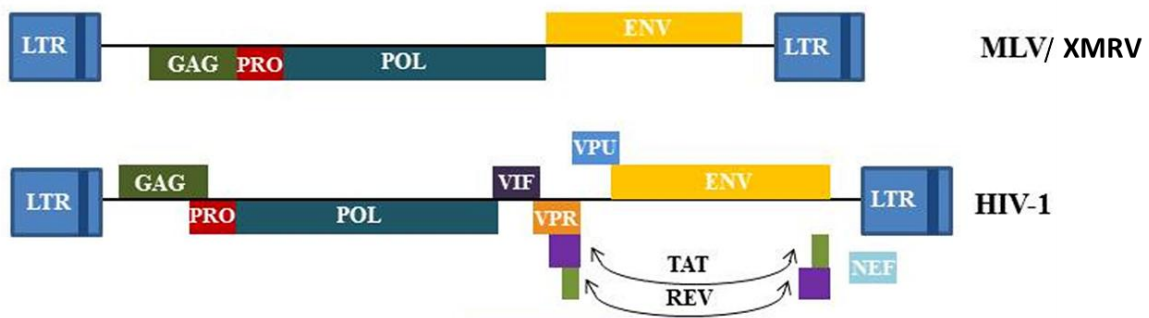 LTR GAG PRO POL ENV LTR MLV/ XMRV
LTR GAG PRO POL VIF VPR VPU ENV LTR HIV-1
TAT NEF
REV